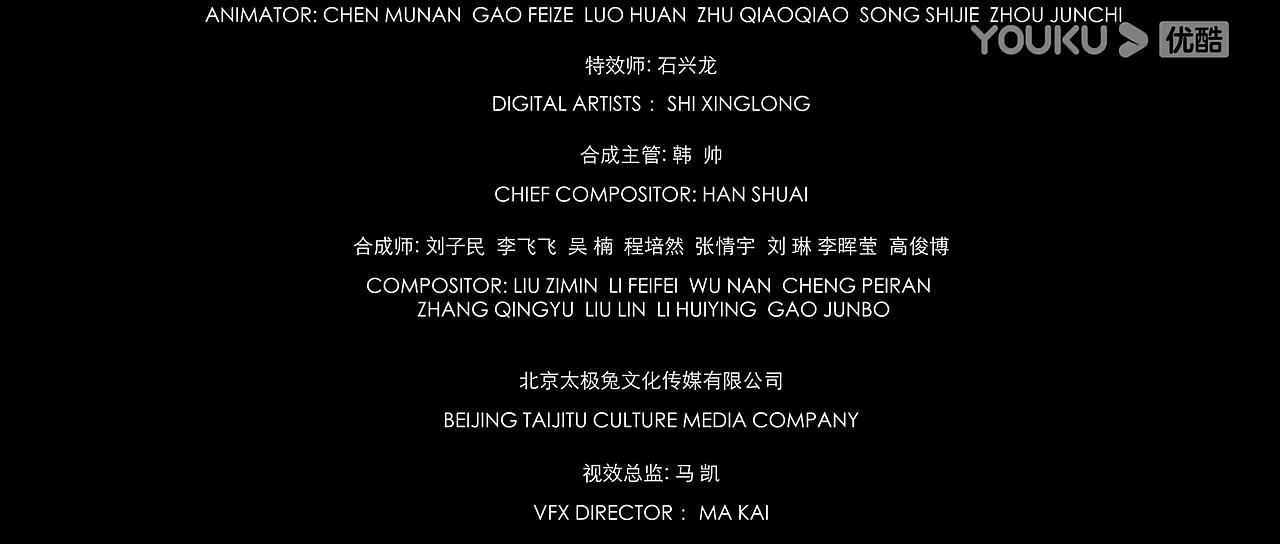 ANIMATOR: CHEN MUNAN GAO FEIZE LUO HUAN ZHU QIAOQIAO SONG SHIJIE ZHOU JUNCHI
YOUKU 优酷
特效师: 石兴龙
DIGITAL ARTISTS : SHI XINGLONG
合成主管: 韩 帅
CHIEF COMPOSITOR: HAN SHUAI
合成师: 刘子民 李飞飞 吴 楠 程培然 张情宇 刘 琳 李晖莹 高俊博
COMPOSITOR: LIU ZIMIN LI FEIFEI WU NAN CHENG PEIRAN
ZHANG QINGYU LIU LIN LI HUIYING GAO JUNBO
北京太极兔文化传媒有限公司
BEIJING TAIJITU CULTURE MEDIA COMPANY
视效总监: 马 凯
VFX DIRECTOR : MA KAI